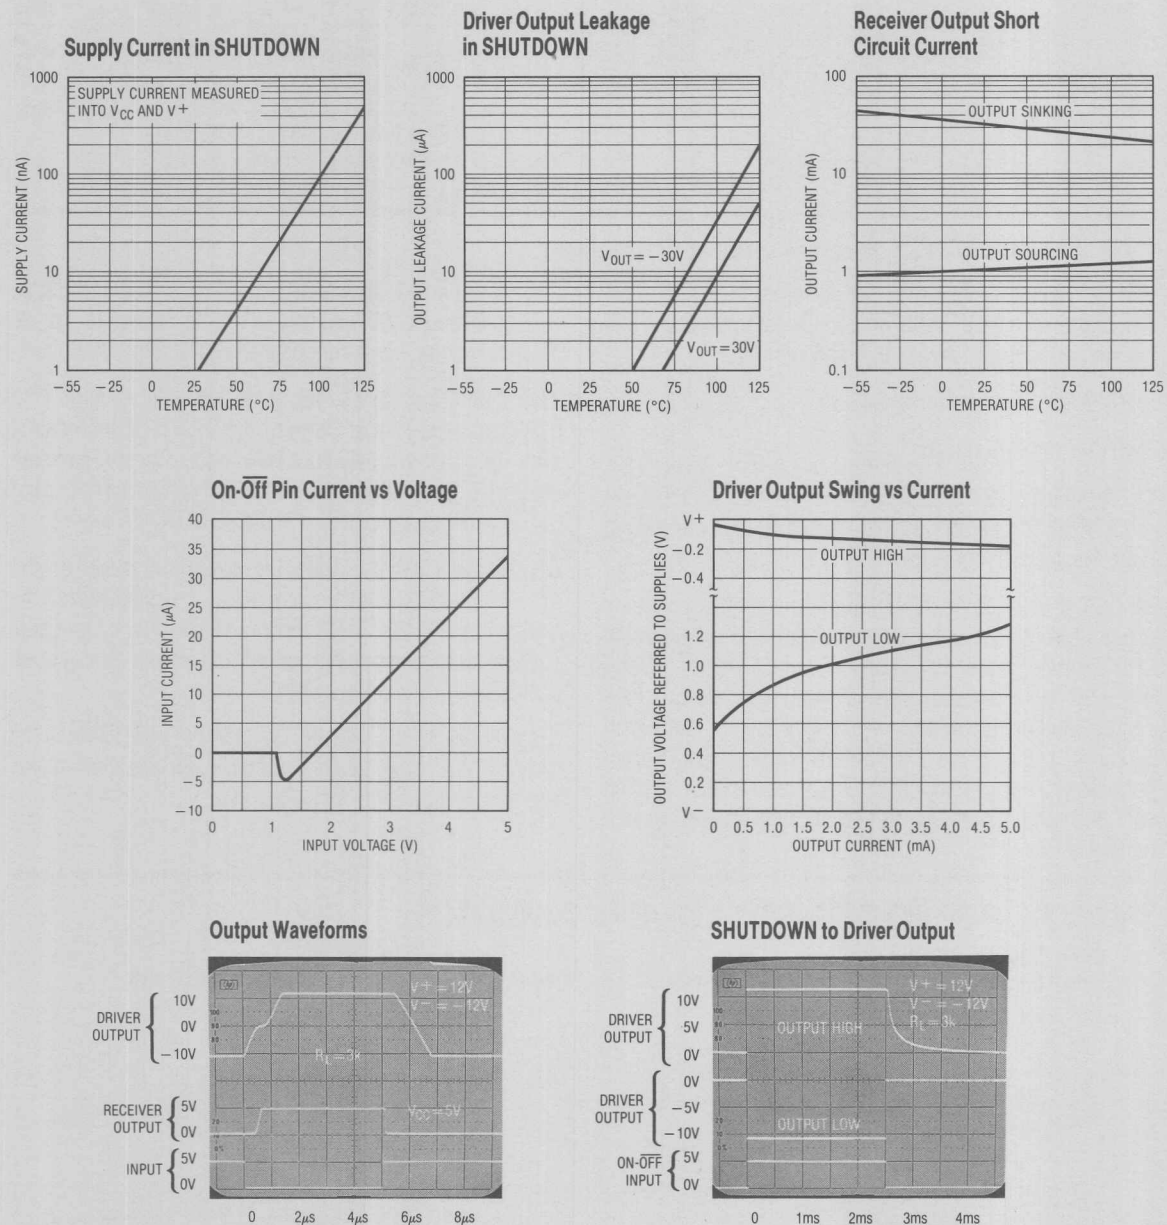 Supply Current in SHUTDOWN
1000
100
10
1
SUPPLY CURRENT (nA)
SUPPLY CURRENT MEASURED
INTO VCC AND V+
−55 −25 0 25 50 75 100 125
TEMPERATURE (°C)
Driver Output Leakage
in SHUTDOWN
1000
100
10
1
OUTPUT LEAKAGE CURRENT (µA)
VOUT = −30V
VOUT = 30V
−55 −25 0 25 50 75 100 125
TEMPERATURE (°C)
Receiver Output Short
Circuit Current
100
10
1
0.1
OUTPUT CURRENT (mA)
OUTPUT SINKING
OUTPUT SOURCING
−55 −25 0 25 50 75 100 125
TEMPERATURE (°C)
On-O̅f̅f̅ Pin Current vs Voltage
40
35
30
25
20
15
10
5
0
−5
−10
INPUT CURRENT (µA)
0 1 2 3 4 5
INPUT VOLTAGE (V)
Driver Output Swing vs Current
V+
−0.2
−0.4
1.2
1.0
0.8
0.6
0.4
0.2
V−
OUTPUT VOLTAGE REFERRED TO SUPPLIES (V)
OUTPUT HIGH
OUTPUT LOW
0 0.5 1.0 1.5 2.0 2.5 3.0 3.5 4.0 4.5 5.0
OUTPUT CURRENT (mA)
Output Waveforms
DRIVER
OUTPUT
10V
0V
−10V
V+ = 12V
V− = −12V
RL = 3k
RECEIVER
OUTPUT
5V
0V
VCC = 5V
INPUT
5V
0V
0 2µs 4µs 6µs 8µs
SHUTDOWN to Driver Output
DRIVER
OUTPUT
10V
5V
0V
V+ = 12V
V− = −12V
RL = 3k
OUTPUT HIGH
DRIVER
OUTPUT
0V
−5V
−10V
OUTPUT LOW
ON-O̅F̅F̅
INPUT
5V
0V
0 1ms 2ms 3ms 4ms